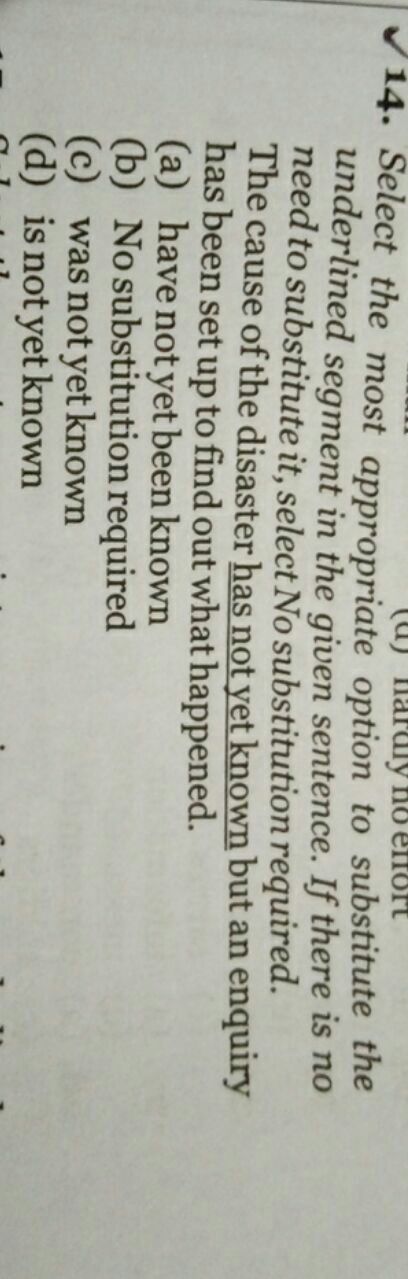 (d) hardly no effort
✓14. Select the most appropriate option to substitute the
underlined segment in the given sentence. If there is no
need to substitute it, select No substitution required.
The cause of the disaster has not yet known but an enquiry
has been set up to find out what happened.
(a) have not yet been known
(b) No substitution required
(c) was not yet known
(d) is not yet known